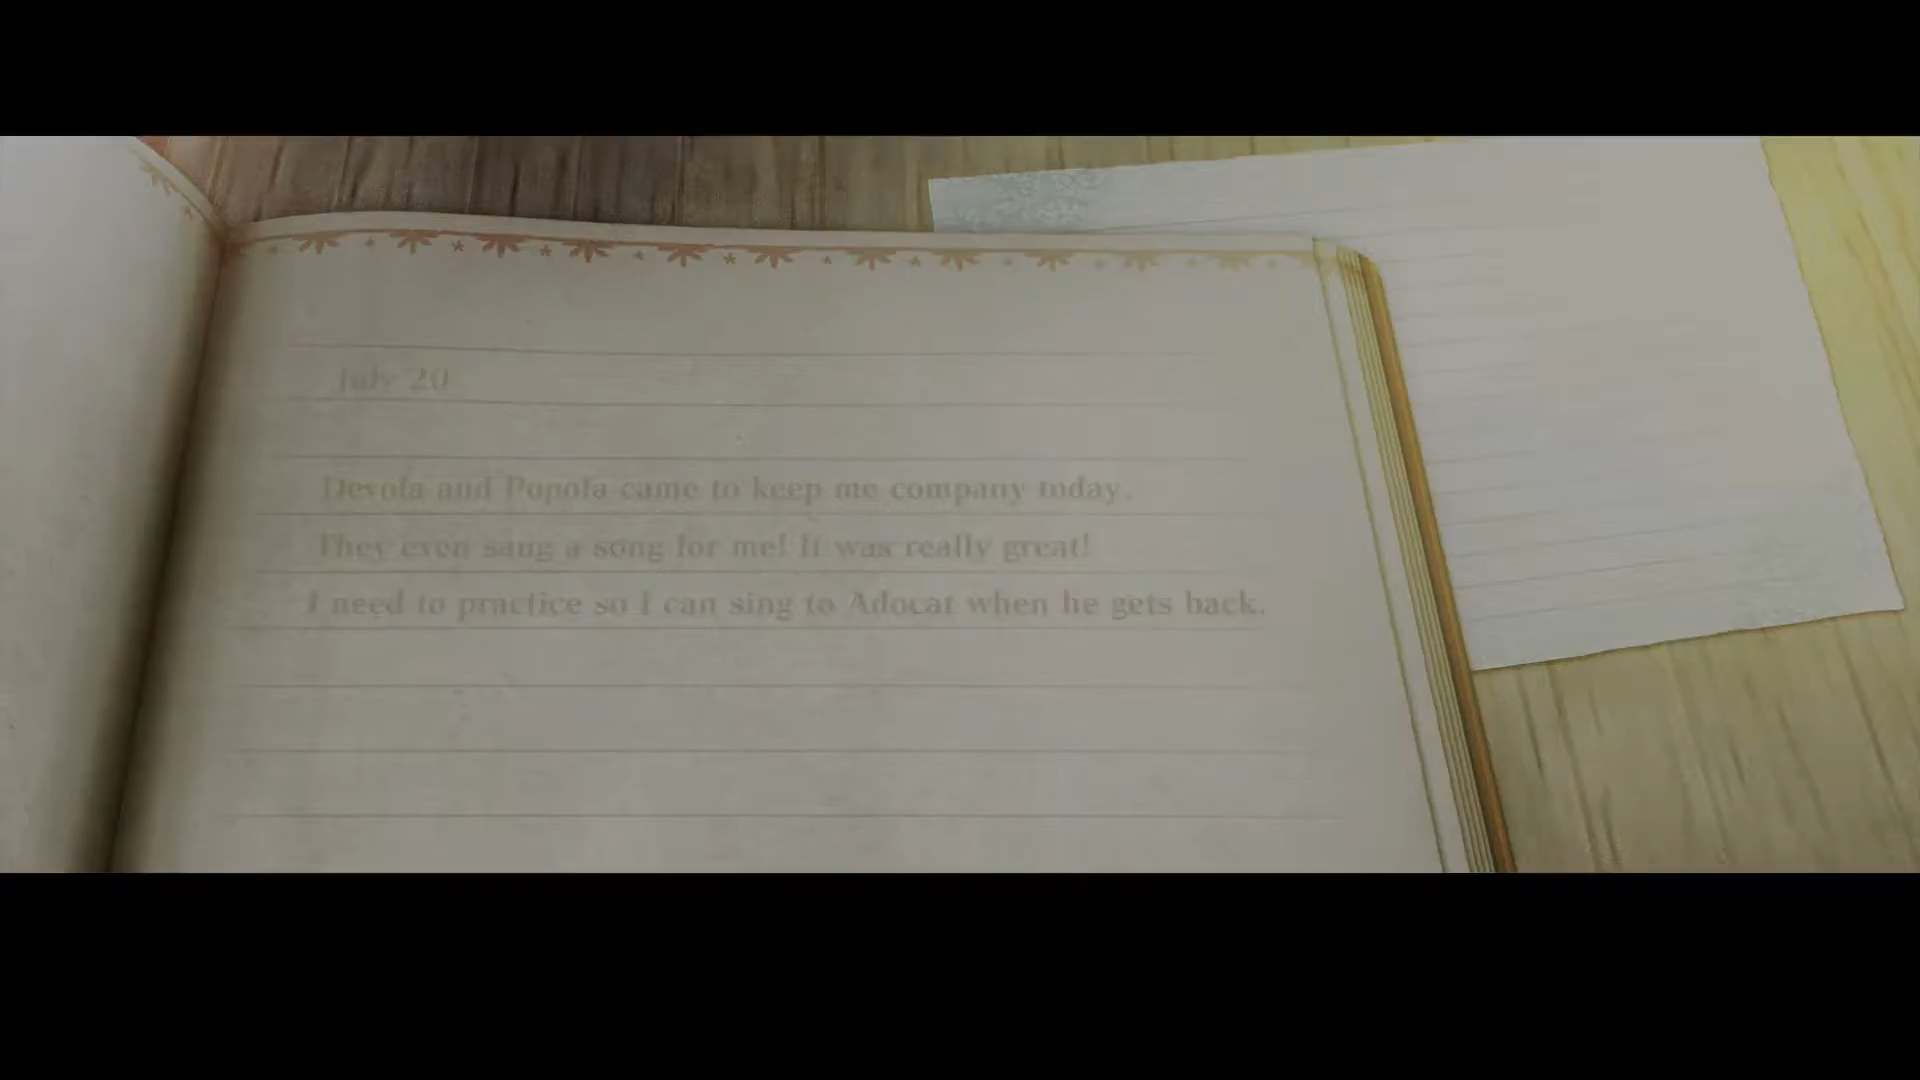 July 20
Devola and Popola came to keep me company today.
They even sang a song for me! It was really great!
I need to practice so I can sing to Adocat when he gets back.